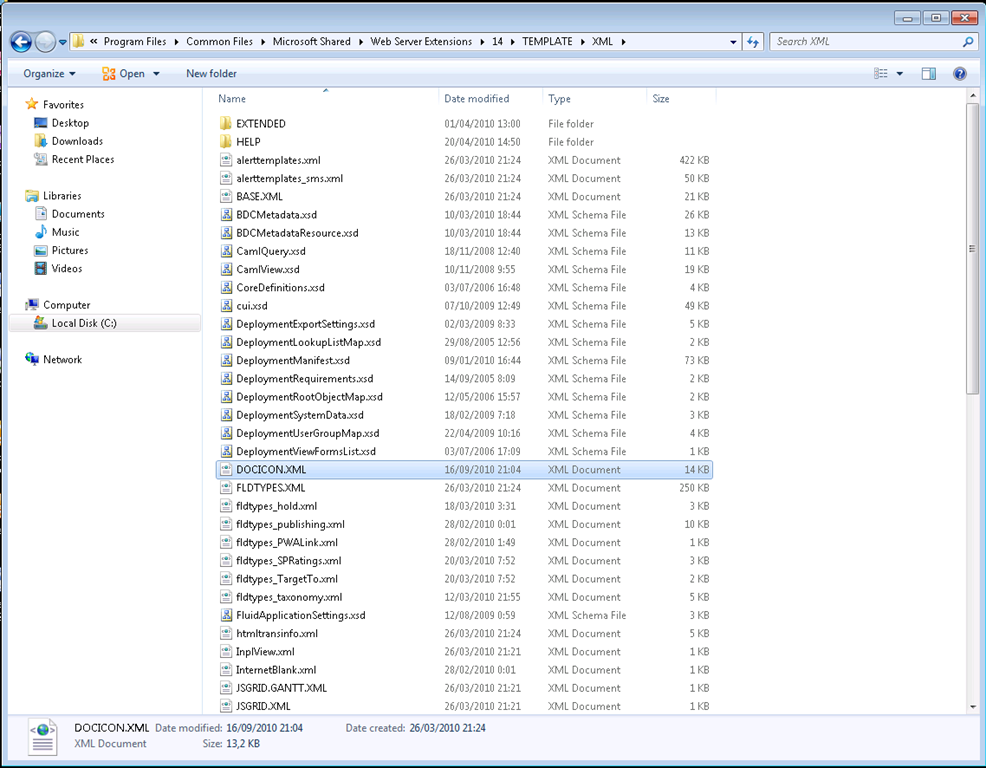 « Program Files ▸ Common Files ▸ Microsoft Shared ▸ Web Server Extensions ▸ 14 ▸ TEMPLATE ▸ XML ▸ Search XML
Organize Open New folder
Name Date modified Type Size
Favorites
Desktop
Downloads
Recent Places
Libraries
Documents
Music
Pictures
Videos
Computer
Local Disk (C:)
Network
EXTENDED 01/04/2010 13:00 File folder
HELP 20/04/2010 14:50 File folder
alerttemplates.xml 26/03/2010 21:24 XML Document 422 KB
alerttemplates_sms.xml 26/03/2010 21:24 XML Document 50 KB
BASE.XML 26/03/2010 21:24 XML Document 21 KB
BDCMetadata.xsd 10/03/2010 18:44 XML Schema File 26 KB
BDCMetadataResource.xsd 10/03/2010 18:44 XML Schema File 13 KB
CamlQuery.xsd 18/11/2008 12:40 XML Schema File 11 KB
CamlView.xsd 10/11/2008 9:55 XML Schema File 19 KB
CoreDefinitions.xsd 03/07/2006 16:48 XML Schema File 4 KB
cui.xsd 07/10/2009 12:49 XML Schema File 49 KB
DeploymentExportSettings.xsd 02/03/2009 8:33 XML Schema File 5 KB
DeploymentLookupListMap.xsd 29/08/2005 12:56 XML Schema File 2 KB
DeploymentManifest.xsd 09/01/2010 16:44 XML Schema File 73 KB
DeploymentRequirements.xsd 14/09/2005 8:09 XML Schema File 2 KB
DeploymentRootObjectMap.xsd 12/05/2006 15:57 XML Schema File 2 KB
DeploymentSystemData.xsd 18/02/2009 7:18 XML Schema File 3 KB
DeploymentUserGroupMap.xsd 22/04/2009 10:16 XML Schema File 4 KB
DeploymentViewFormsList.xsd 03/07/2006 17:09 XML Schema File 1 KB
DOCICON.XML 16/09/2010 21:04 XML Document 14 KB
FLDTYPES.XML 26/03/2010 21:24 XML Document 250 KB
fldtypes_hold.xml 18/03/2010 3:31 XML Document 3 KB
fldtypes_publishing.xml 28/02/2010 0:01 XML Document 10 KB
fldtypes_PWALink.xml 28/02/2010 1:49 XML Document 1 KB
fldtypes_SPRatings.xml 20/03/2010 7:52 XML Document 3 KB
fldtypes_TargetTo.xml 20/03/2010 7:52 XML Document 2 KB
fldtypes_taxonomy.xml 12/03/2010 21:55 XML Document 5 KB
FluidApplicationSettings.xsd 12/08/2009 0:59 XML Schema File 3 KB
htmltransinfo.xml 26/03/2010 21:24 XML Document 5 KB
InplView.xml 26/03/2010 21:21 XML Document 1 KB
InternetBlank.xml 28/02/2010 0:01 XML Document 1 KB
JSGRID.GANTT.XML 26/03/2010 21:21 XML Document 1 KB
JSGRID.XML 26/03/2010 21:21 XML Document 1 KB
DOCICON.XML Date modified: 16/09/2010 21:04 Date created: 26/03/2010 21:24
XML Document Size: 13,2 KB